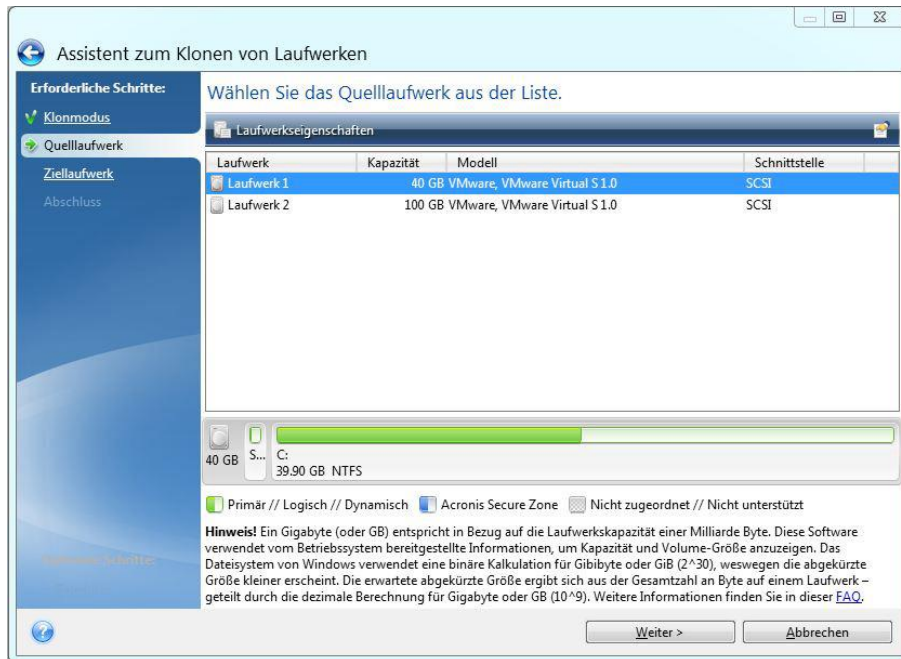 Assistent zum Klonen von Laufwerken
Erforderliche Schritte:
Klonmodus
Quelllaufwerk
Ziellaufwerk
Abschluss
Wählen Sie das Quelllaufwerk aus der Liste.
Laufwerkseigenschaften
Laufwerk Kapazität Modell Schnittstelle
Laufwerk 1 40 GB VMware, VMware Virtual S 1.0 SCSI
Laufwerk 2 100 GB VMware, VMware Virtual S 1.0 SCSI
40 GB
S...
C:
39.90 GB NTFS
Primär // Logisch // Dynamisch Acronis Secure Zone Nicht zugeordnet // Nicht unterstützt
Hinweis! Ein Gigabyte (oder GB) entspricht in Bezug auf die Laufwerkskapazität einer Milliarde Byte. Diese Software
verwendet vom Betriebssystem bereitgestellte Informationen, um Kapazität und Volume-Größe anzuzeigen. Das
Dateisystem von Windows verwendet eine binäre Kalkulation für Gibibyte oder GiB (2^30), weswegen die abgekürzte
Größe kleiner erscheint. Die erwartete abgekürzte Größe ergibt sich aus der Gesamtzahl an Byte auf einem Laufwerk –
geteilt durch die dezimale Berechnung für Gigabyte oder GB (10^9). Weitere Informationen finden Sie in dieser FAQ.
Weiter >
Abbrechen